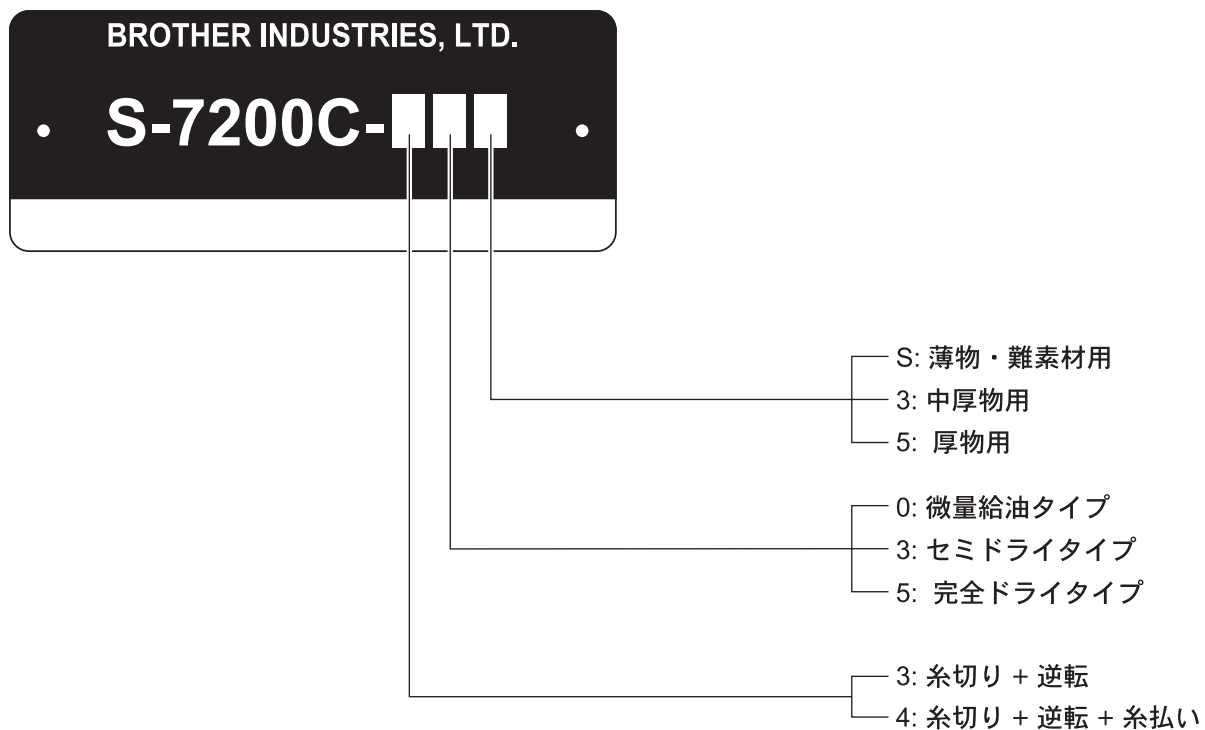 BROTHER INDUSTRIES, LTD.
S-7200C-
S: 薄物・難素材用
3: 中厚物用
5: 厚物用
0: 微量給油タイプ
3: セミドライタイプ
5: 完全ドライタイプ
3: 糸切り + 逆転
4: 糸切り + 逆転 + 糸払い